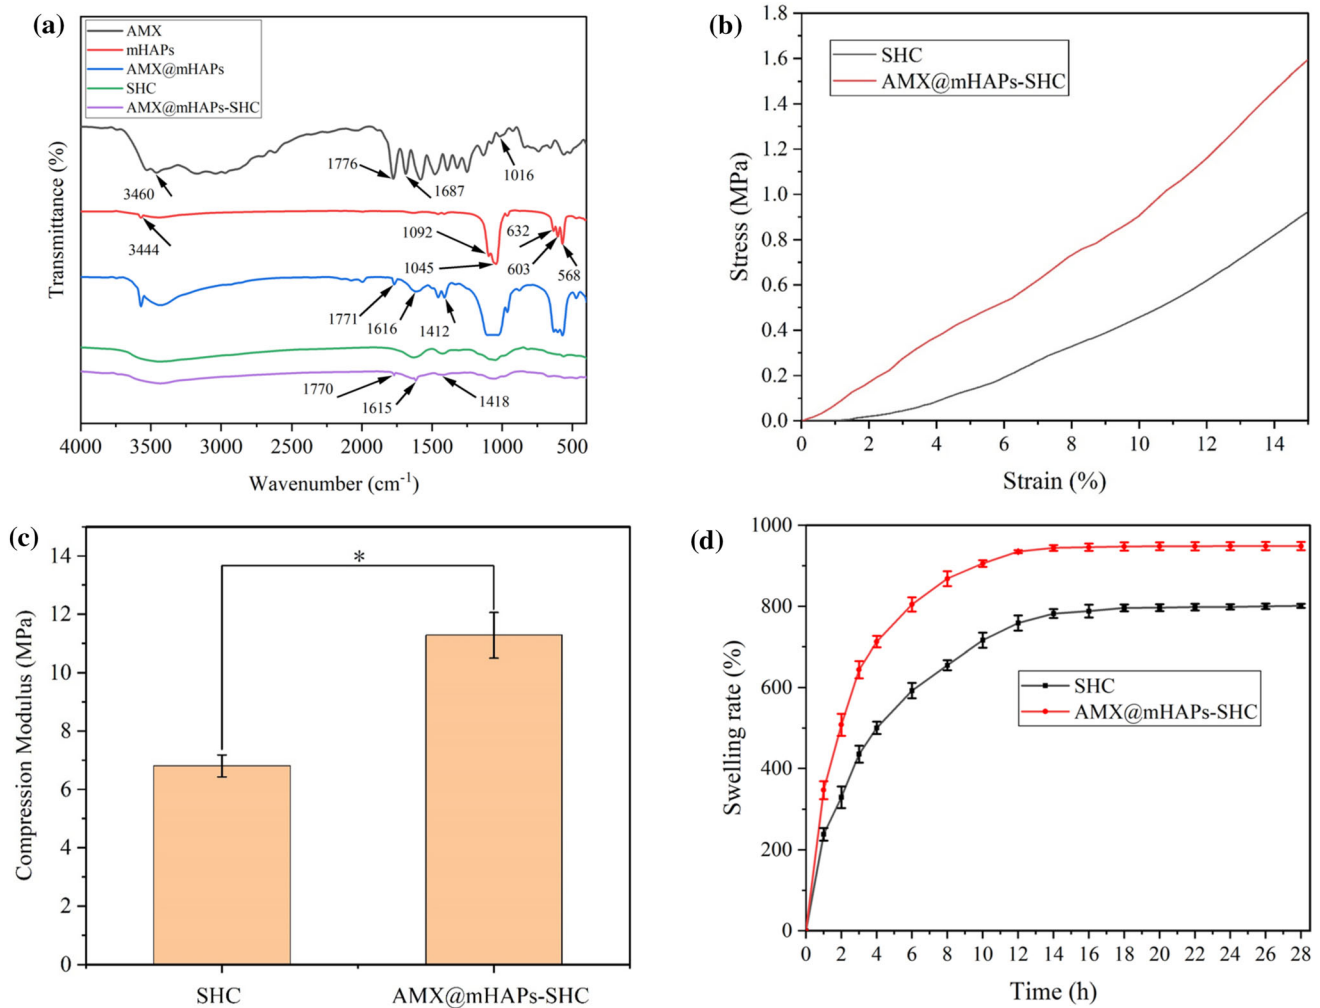 (a)
AMX
mHAPs
AMX@mHAPs
SHC
AMX@mHAPs-SHC
Transmittance (%)
3460
1776
1687
1016
3444
1092
1045
632
603
568
1771
1616
1412
1770
1615
1418
4000 3500 3000 2500 2000 1500 1000 500
Wavenumber (cm⁻¹)
(b)
SHC
AMX@mHAPs-SHC
Stress (MPa)
1.8
1.6
1.4
1.2
1.0
0.8
0.6
0.4
0.2
0.0
0 2 4 6 8 10 12 14
Strain (%)
(c)
Compression Modulus (MPa)
*
14
12
10
8
6
4
2
0
SHC AMX@mHAPs-SHC
(d)
SHC
AMX@mHAPs-SHC
Swelling rate (%)
1000
800
600
400
200
0
0 2 4 6 8 10 12 14 16 18 20 22 24 26 28
Time (h)